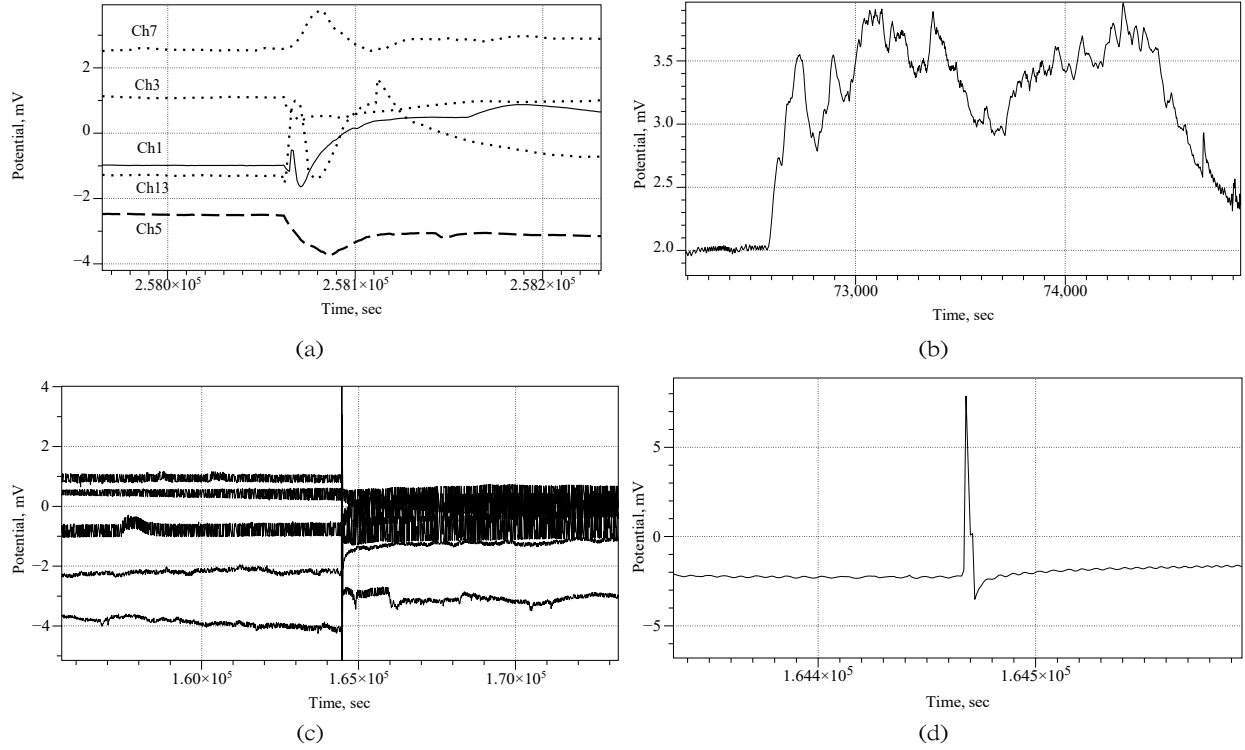 Ch7
2
Ch3
Potential, mV
0
Ch1
Ch13
−2
Ch5
−4
2.580×10⁵
2.581×10⁵
2.582×10⁵
Time, sec
(a)
3.5
3.0
Potential, mV
2.5
2.0
73,000
74,000
Time, sec
(b)
4
2
Potential, mV
0
−2
−4
1.60×10⁵
1.65×10⁵
1.70×10⁵
Time, sec
(c)
5
Potential, mV
0
−5
1.644×10⁵
1.645×10⁵
Time, sec
(d)